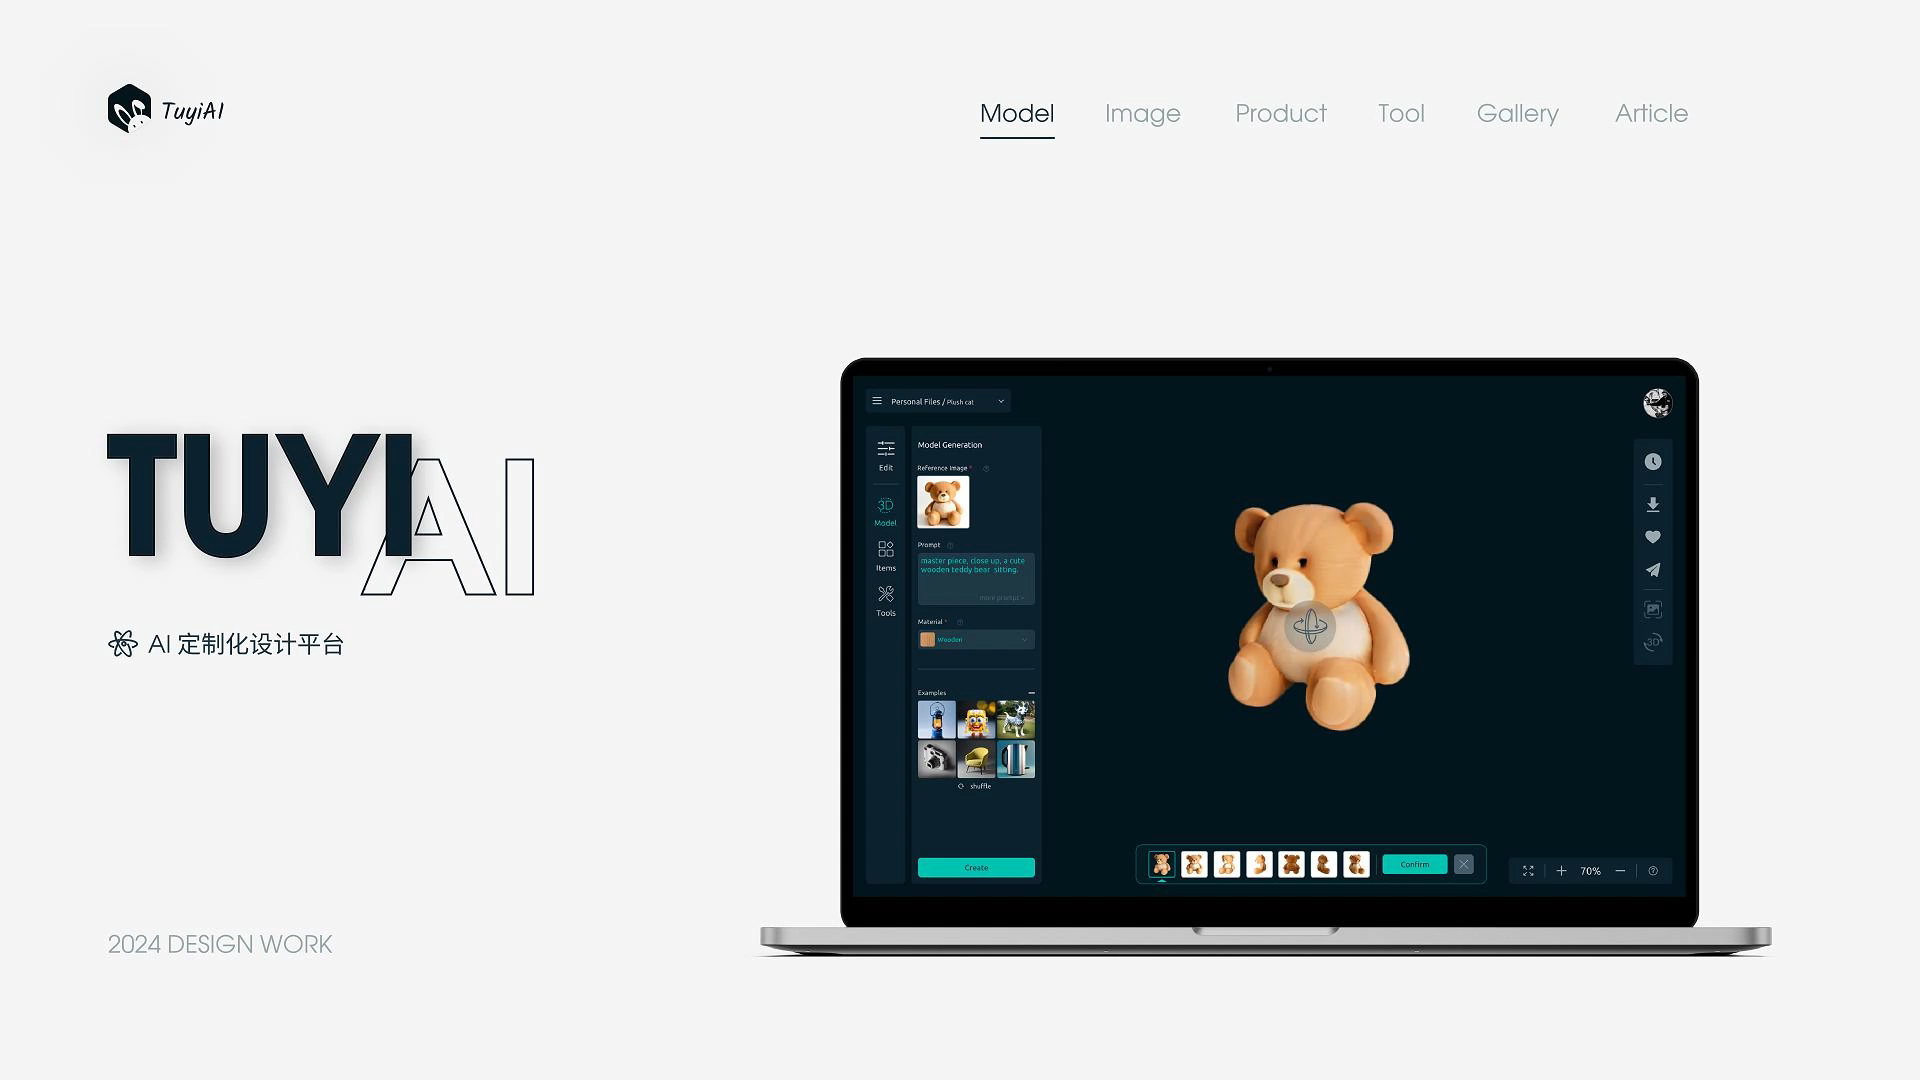 TuyiAI
Model Image Product Tool Gallery Article
TUYI
AI
AI 定制化设计平台
2024 DESIGN WORK
Personal Files / Plush cat
Edit
3D
Model
Items
Tools
Model Generation
Reference Image *
Prompt
master piece, close up, a cute
wooden teddy bear sitting.
more prompt >
Material *
Wooden
Examples
shuffle
Create
Confirm
70%
3D